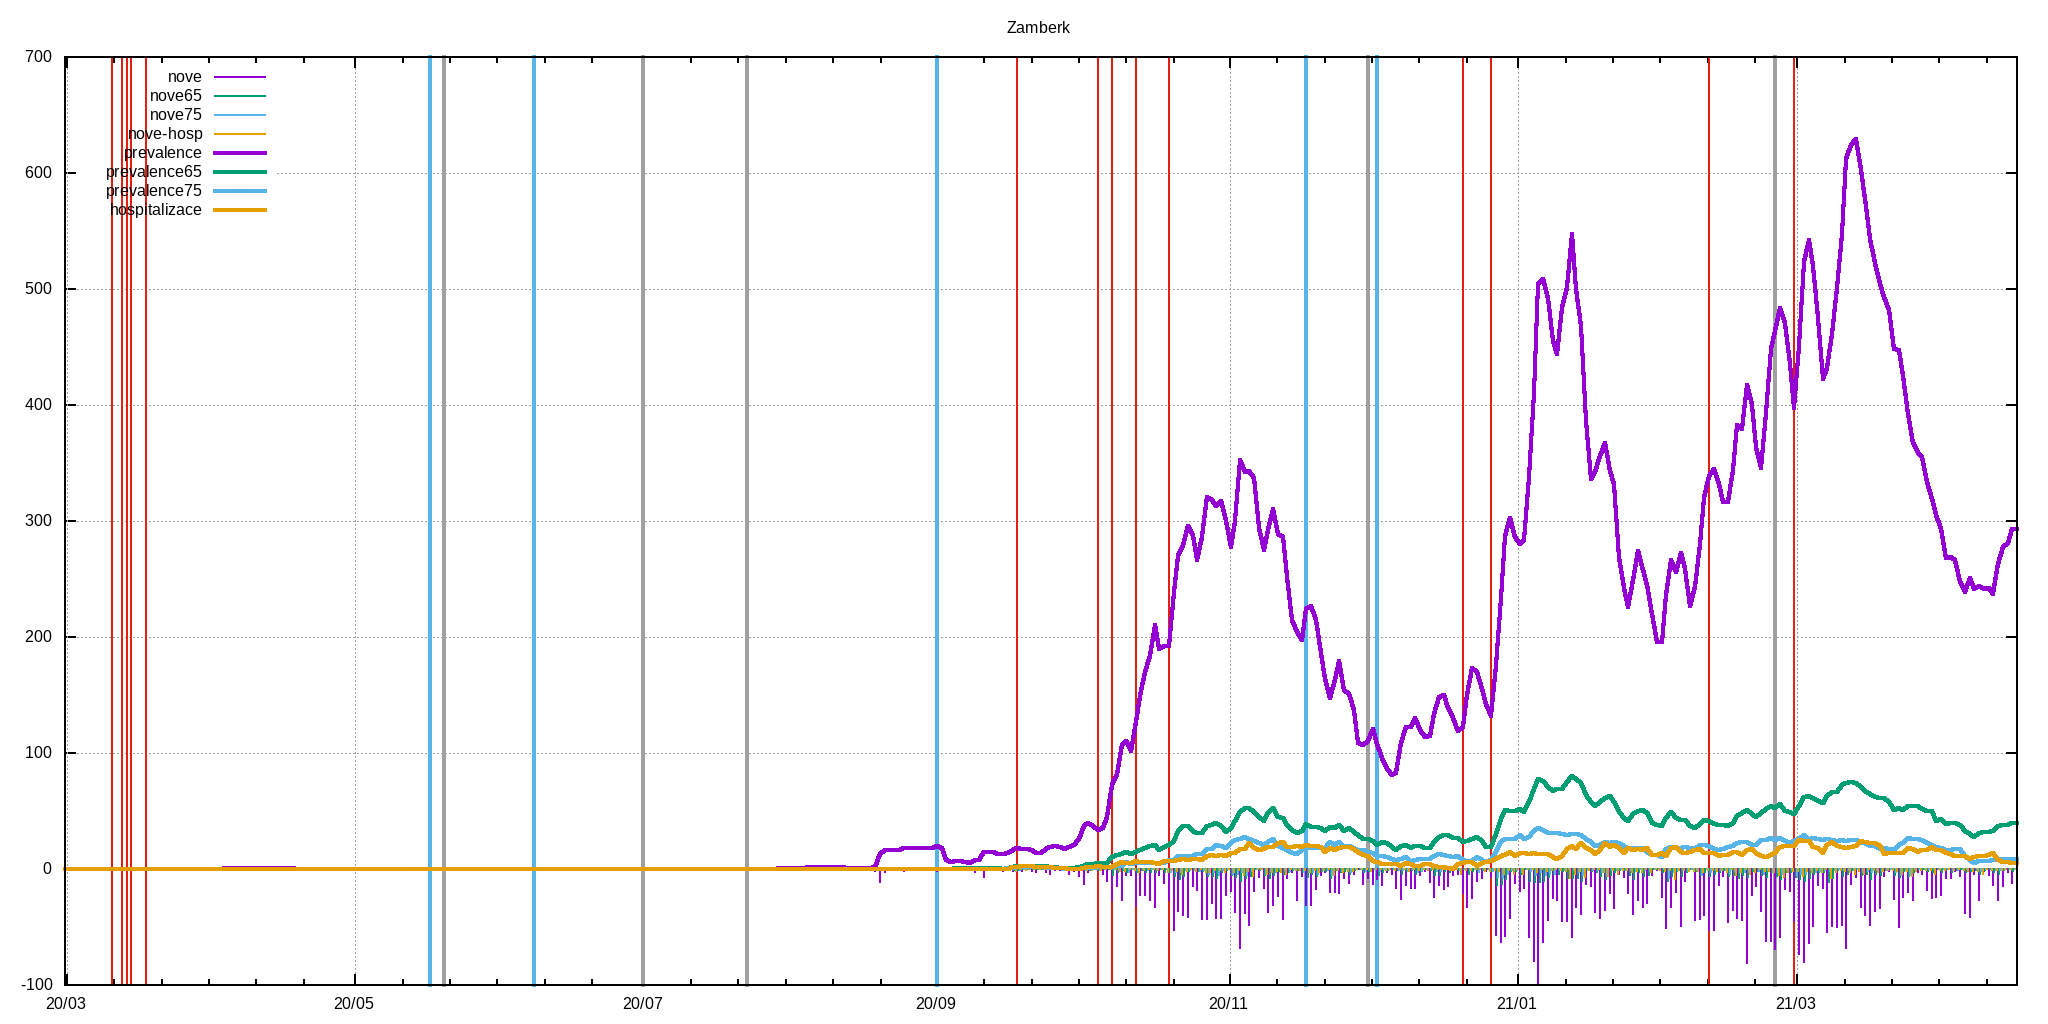 Zamberk
700
600
500
400
300
200
100
0
-100
nove
nove65
nove75
nove-hosp
prevalence
prevalence65
prevalence75
hospitalizace
20/03 20/05 20/07 20/09 20/11 21/01 21/03